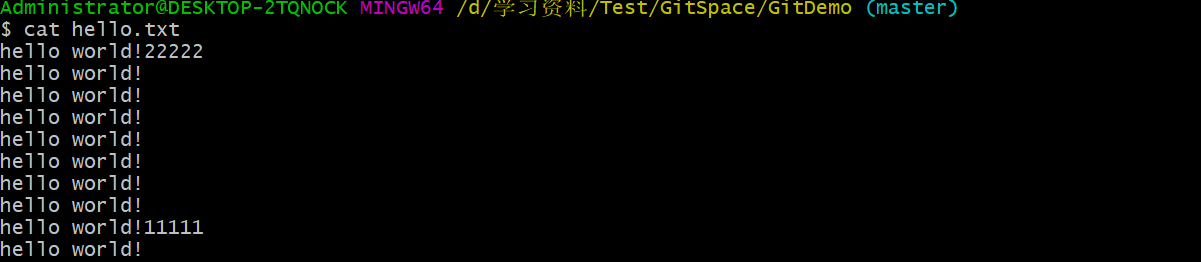 Administrator@DESKTOP-2TQNOCK MINGW64 /d/学习资料/Test/GitSpace/GitDemo (master)
$ cat hello.txt
hello world!22222
hello world!
hello world!
hello world!
hello world!
hello world!
hello world!
hello world!
hello world!11111
hello world!